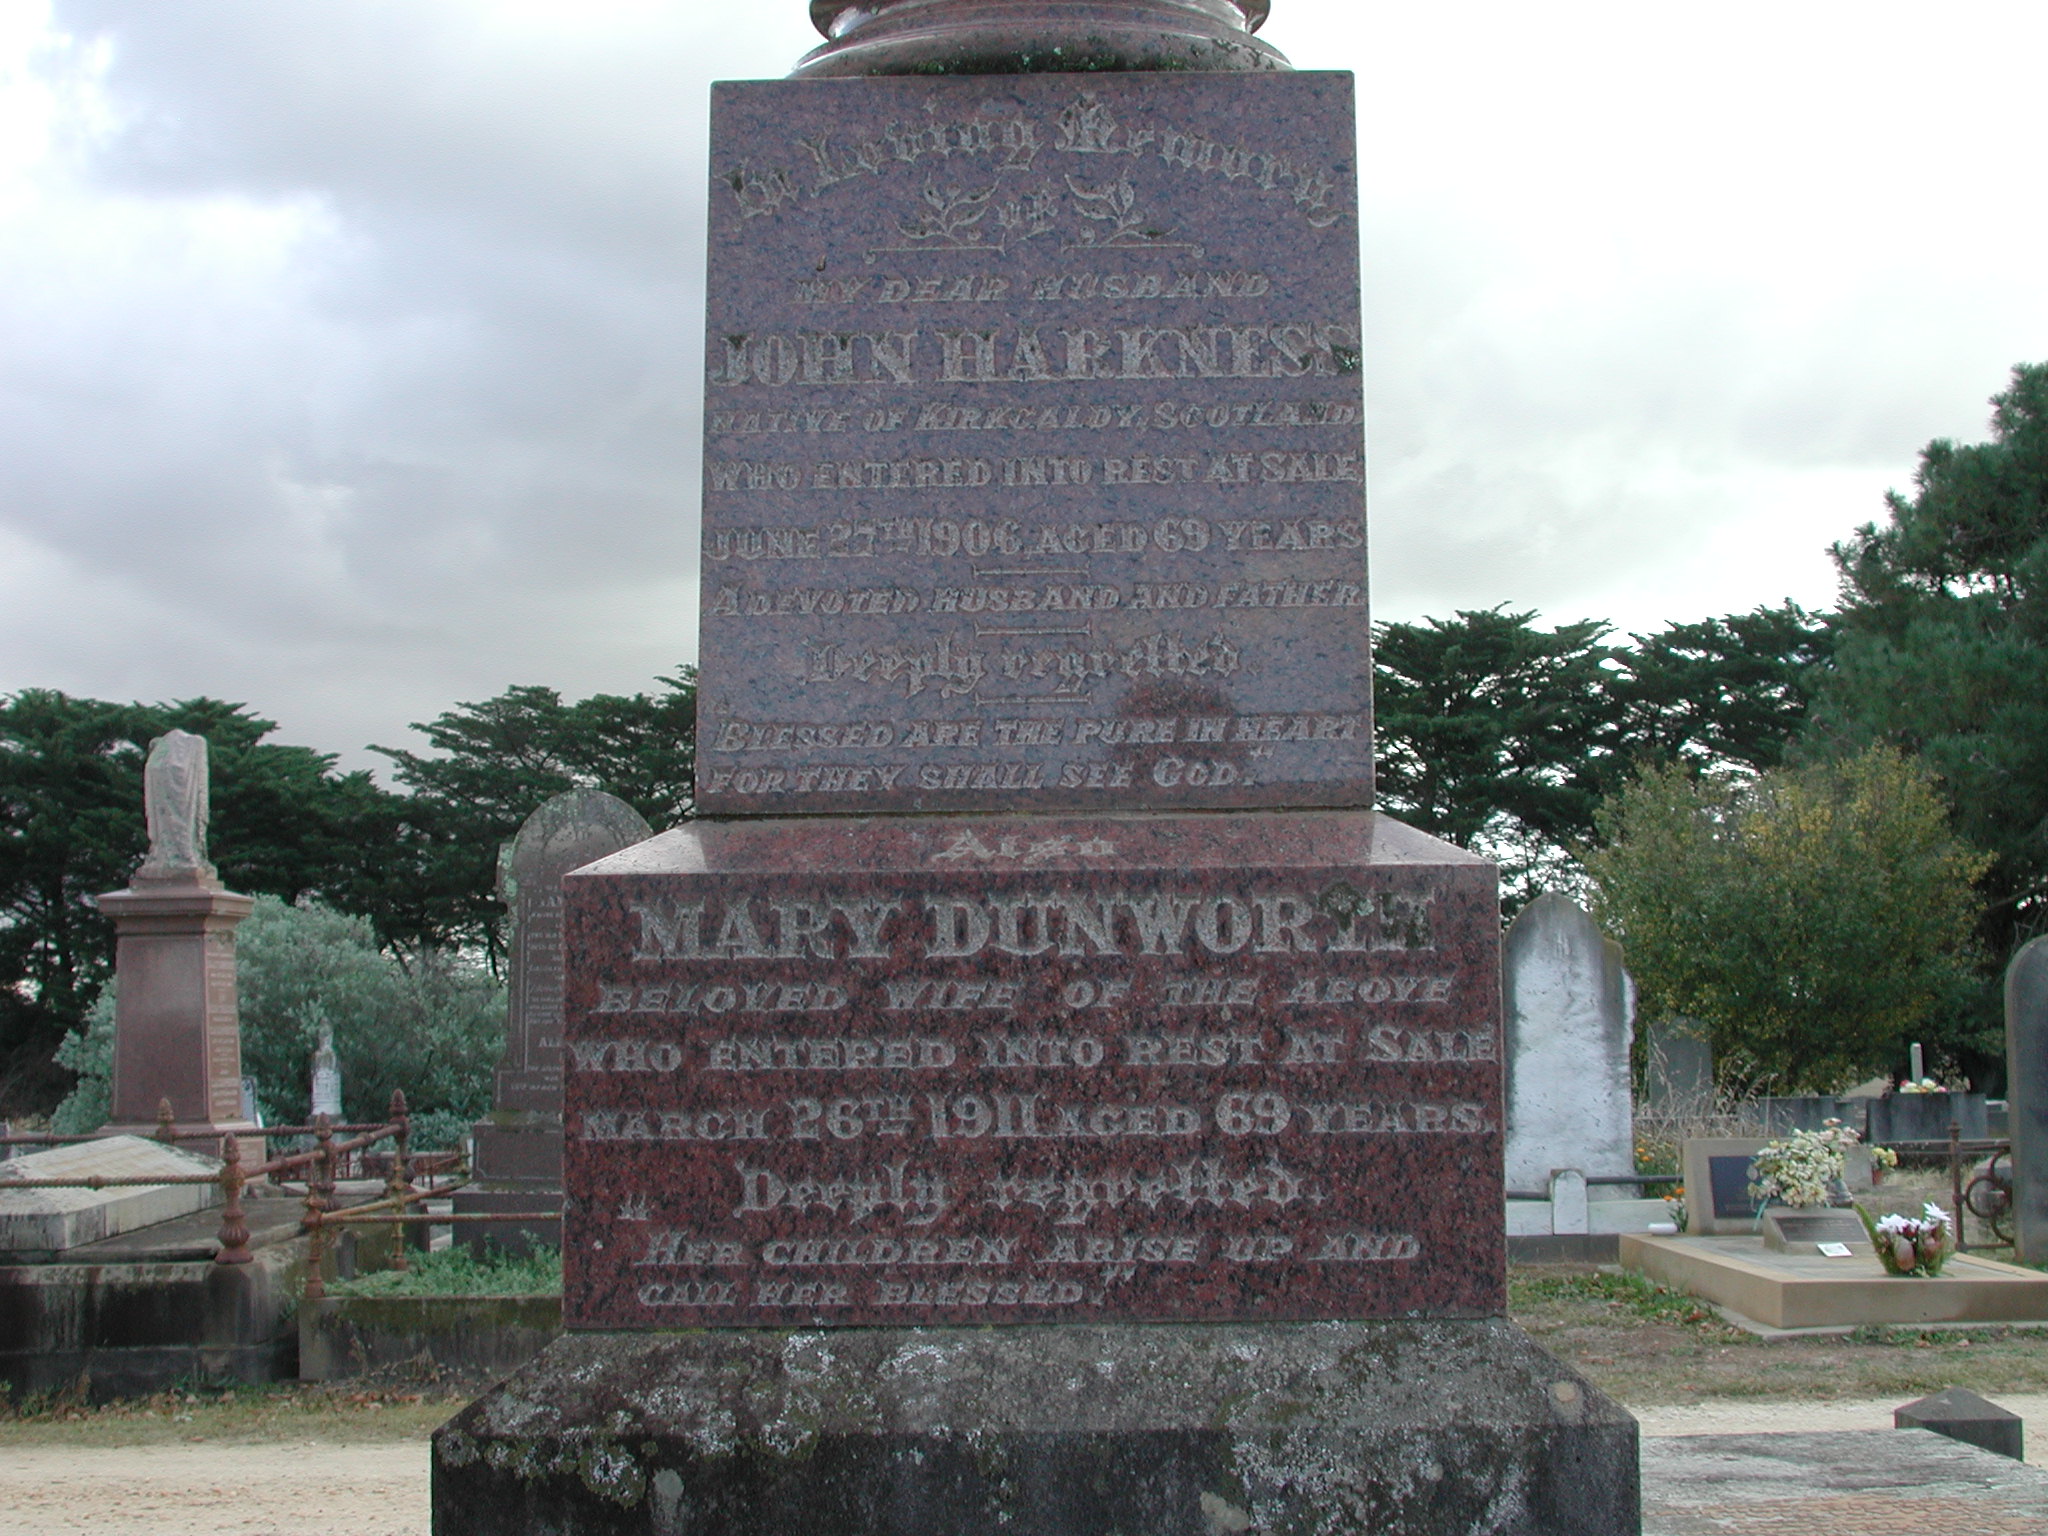 In Loving Memory
OF
MY DEAR HUSBAND
JOHN HARKNESS
NATIVE OF KIRKCALDY, SCOTLAND,
WHO ENTERED INTO REST AT SALE,
JUNE 27TH 1906, AGED 69 YEARS
A DEVOTED HUSBAND AND FATHER.
Deeply regretted.
"BLESSED ARE THE PURE IN HEART
FOR THEY SHALL SEE GOD."
Also
MARY DUNWORTH
BELOVED WIFE OF THE ABOVE
WHO ENTERED INTO REST AT SALE
MARCH 26TH 1911 AGED 69 YEARS.
Deeply regretted.
"HER CHILDREN ARISE UP AND
CALL HER BLESSED."